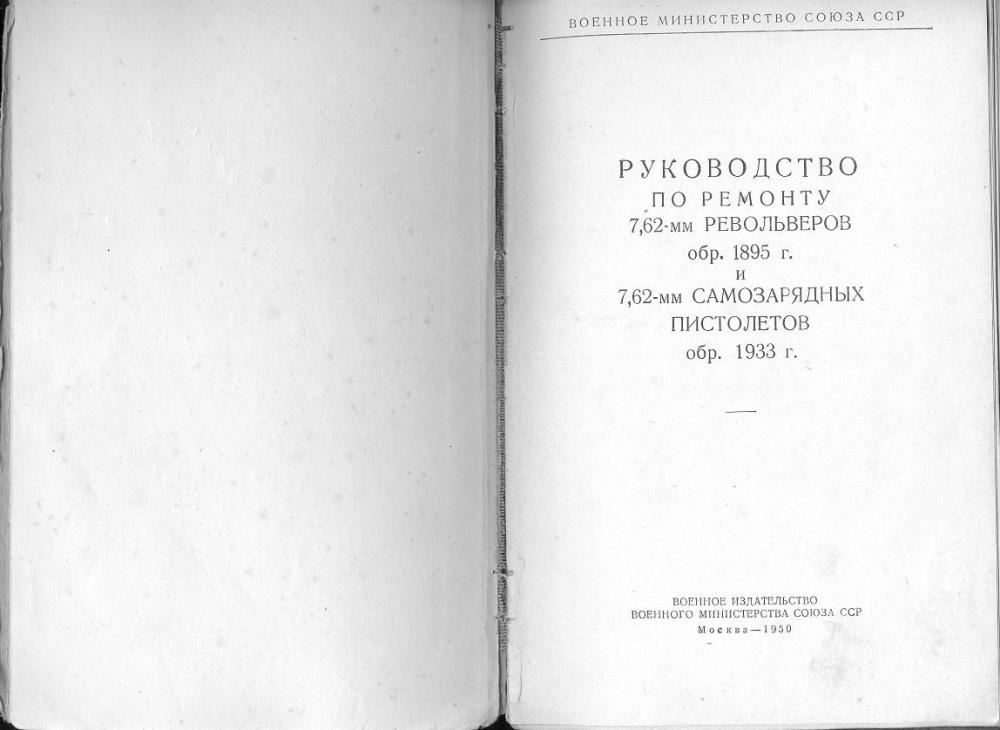 ВОЕННОЕ МИНИСТЕРСТВО СОЮЗА ССР
РУКОВОДСТВО
ПО РЕМОНТУ
7,62-мм РЕВОЛЬВЕРОВ
обр. 1895 г.
и
7,62-мм САМОЗАРЯДНЫХ
ПИСТОЛЕТОВ
обр. 1933 г.
ВОЕННОЕ ИЗДАТЕЛЬСТВО
ВОЕННОГО МИНИСТЕРСТВА СОЮЗА ССР
Москва—1950